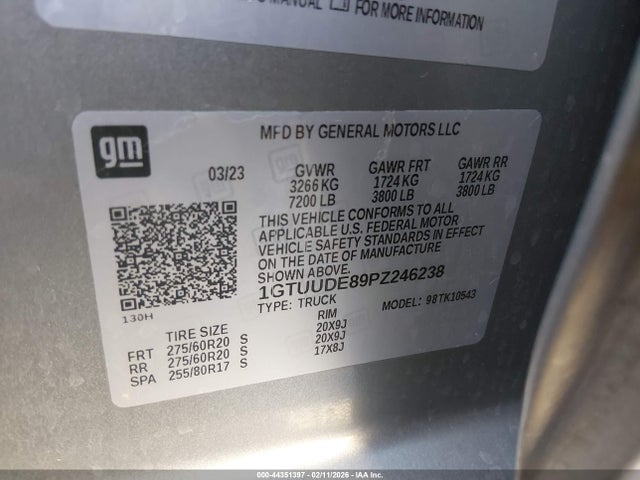 MANUAL FOR MORE INFORMATION
gm
MFD BY GENERAL MOTORS LLC
03/23 GVWR GAWR FRT GAWR RR
3266 KG 1724 KG 1724 KG
7200 LB 3800 LB 3800 LB
THIS VEHICLE CONFORMS TO ALL
APPLICABLE U.S. FEDERAL MOTOR
VEHICLE SAFETY STANDARDS IN EFFECT
ON THE DATE OF MANUFACTURE
SHOWN ABOVE.
1GTUUDE89PZ246238
TYPE: TRUCK MODEL: 98TK10543
130H
TIRE SIZE RIM
FRT 275/60R20 S 20X9J
RR 275/60R20 S 20X9J
SPA 255/80R17 S 17X8J
000-44351397 - 02/11/2026 - IAA, Inc.